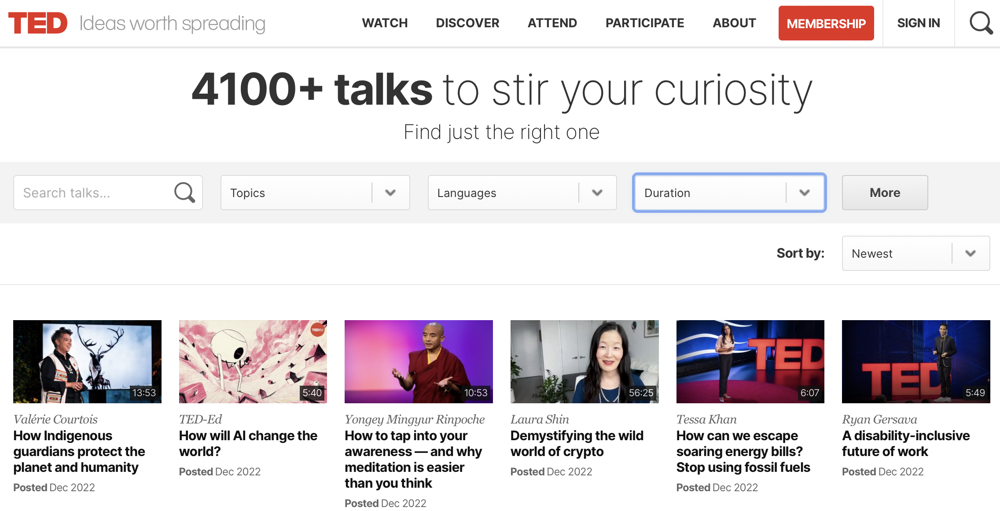 TED Ideas worth spreading
WATCH DISCOVER ATTEND PARTICIPATE ABOUT MEMBERSHIP SIGN IN
4100+ talks to stir your curiosity
Find just the right one
Search talks... Topics Languages Duration More
Sort by: Newest
13:53
TEDEd
5:40
10:53
56:25
TED
6:07
TED
5:49
Valérie Courtois
How Indigenous
guardians protect the
planet and humanity
Posted Dec 2022
TED-Ed
How will AI change the
world?
Posted Dec 2022
Yongey Mingyur Rinpoche
How to tap into your
awareness — and why
meditation is easier
than you think
Posted Dec 2022
Laura Shin
Demystifying the wild
world of crypto
Posted Dec 2022
Tessa Khan
How can we escape
soaring energy bills?
Stop using fossil fuels
Posted Dec 2022
Ryan Gersava
A disability-inclusive
future of work
Posted Dec 2022